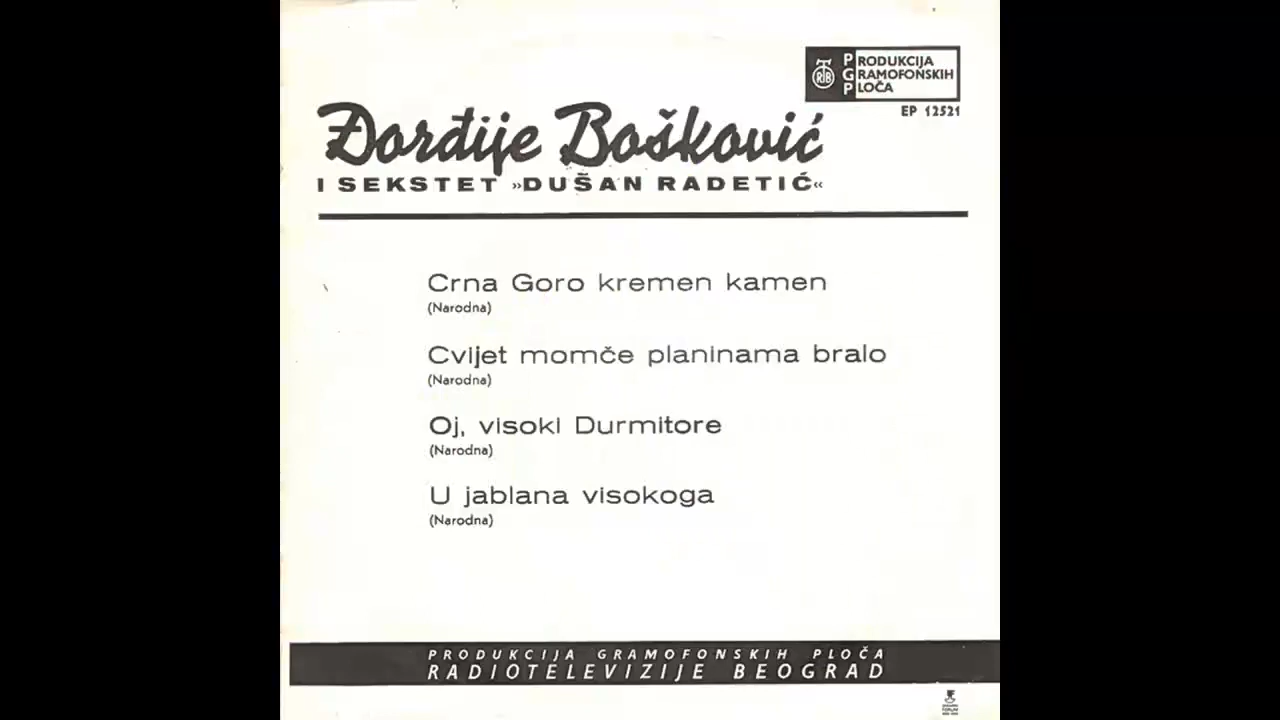 PRODUKCIJA
GRAMOFONSKIH
PLOČA
EP 12521
Đorđije Bošković
I SEKSTET »DUŠAN RADETIĆ«
Crna Goro kremen kamen
(Narodna)
Cvijet momče planinama bralo
(Narodna)
Oj, visoki Durmitore
(Narodna)
U jablana visokoga
(Narodna)
PRODUKCIJA GRAMOFONSKIH PLOČA
RADIOTELEVIZIJE BEOGRAD